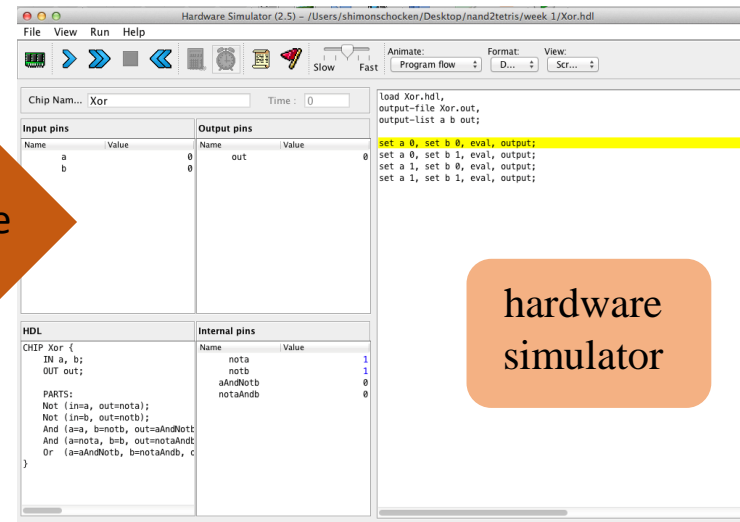 Hardware Simulator (2.5) – /Users/shimonschocken/Desktop/nand2tetris/week 1/Xor.hdl
File View Run Help
Slow Fast
Animate: Format: View:
Program flow D... Scr...
Chip Nam... Xor Time : 0
Input pins
Name Value
a 0
b 0
Output pins
Name Value
out 0
HDL
CHIP Xor {
IN a, b;
OUT out;
PARTS:
Not (in=a, out=nota);
Not (in=b, out=notb);
And (a=a, b=notb, out=aAndNotb
And (a=nota, b=b, out=notaAndb
Or (a=aAndNotb, b=notaAndb, o
}
Internal pins
Name Value
nota 1
notb 1
aAndNotb 0
notaAndb 0
load Xor.hdl,
output-file Xor.out,
output-list a b out;
set a 0, set b 0, eval, output;
set a 0, set b 1, eval, output;
set a 1, set b 0, eval, output;
set a 1, set b 1, eval, output;
e
hardware
simulator